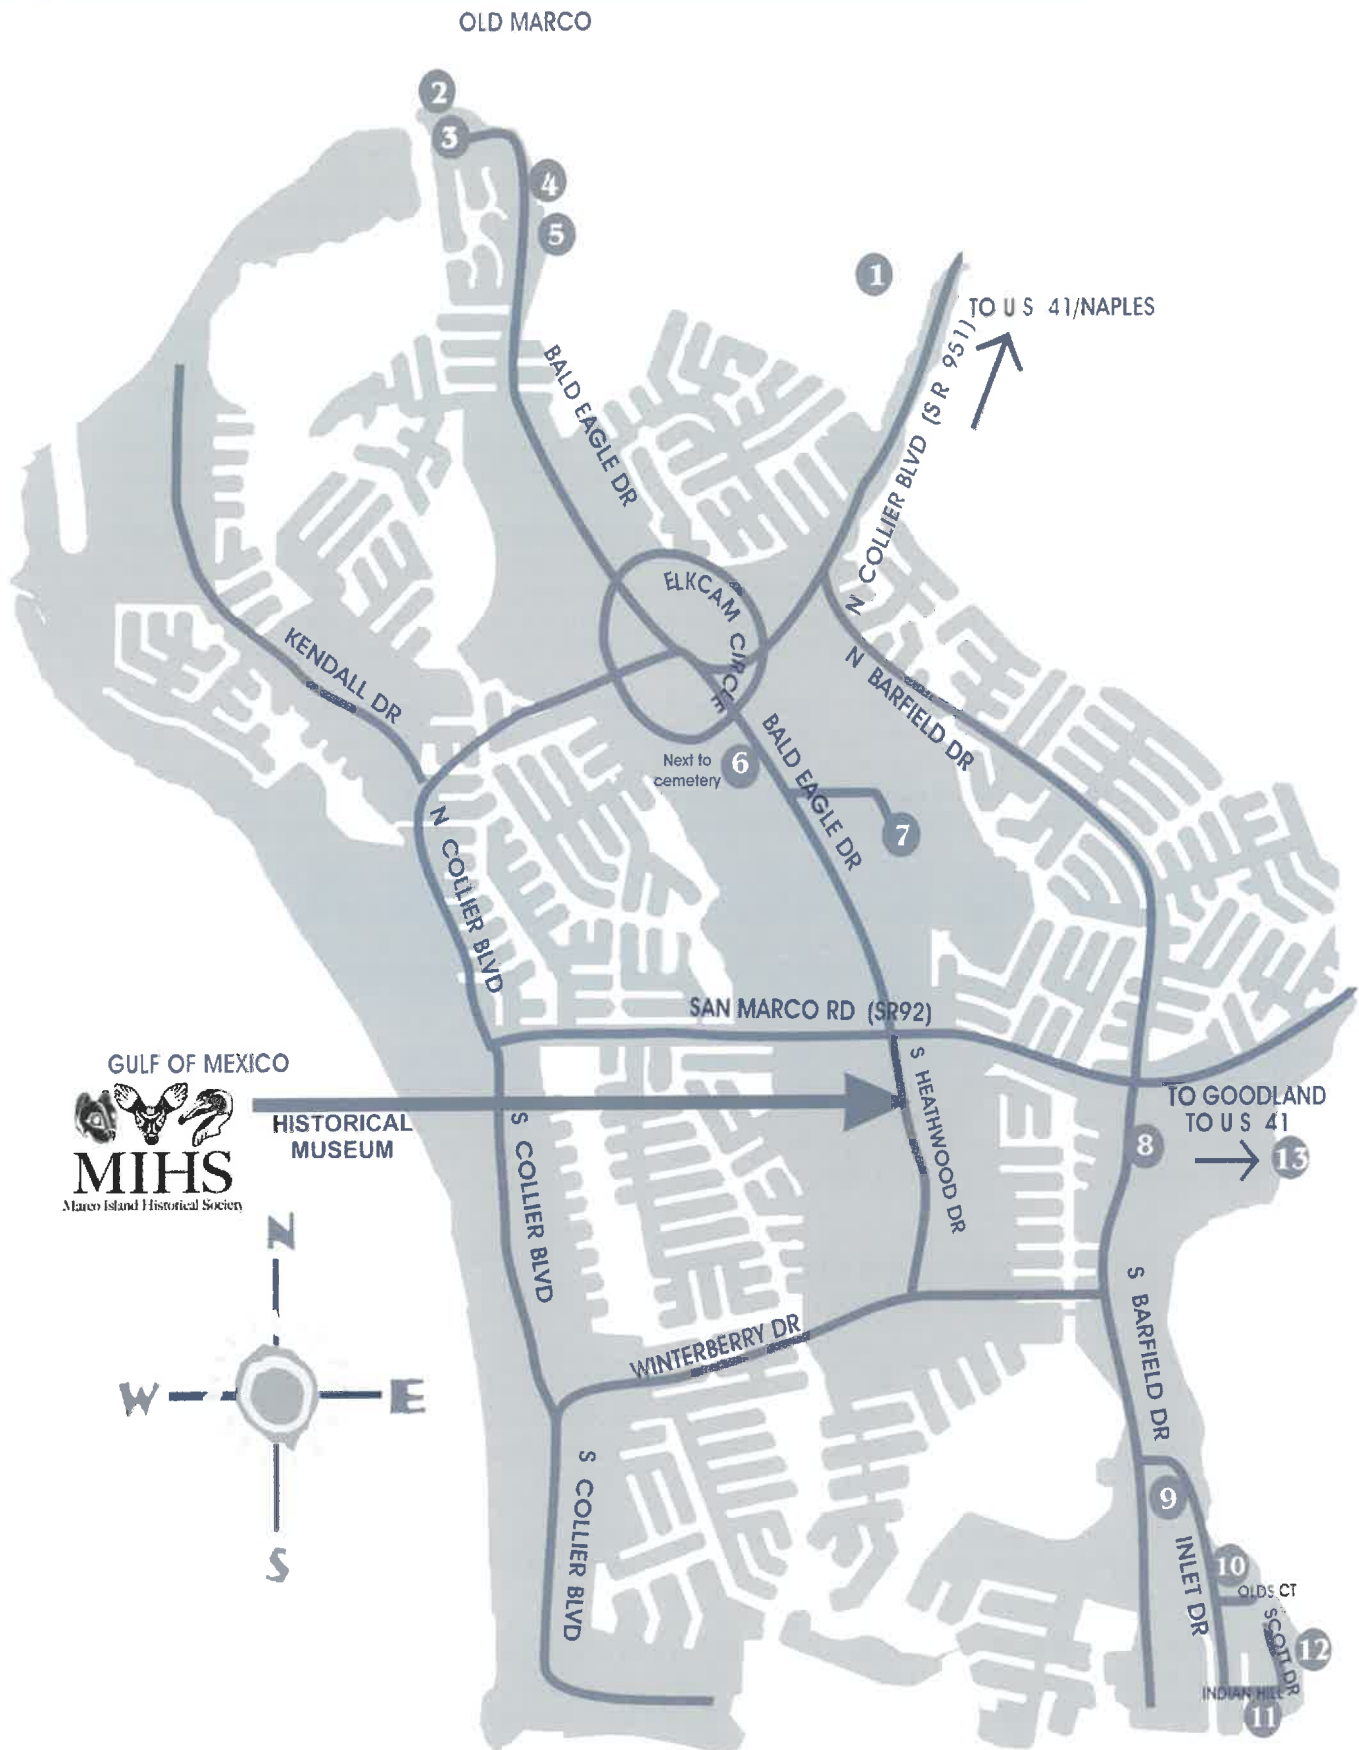 OLD MARCO
2
3
4
5
1
TO U S 41/NAPLES
N COLLIER BLVD (S R 951)
BALD EAGLE DR
ELKCAM CIRCLE
KENDALL DR
N BARFIELD DR
Next to
cemetery
6
BALD EAGLE DR
7
N COLLIER BLVD
SAN MARCO RD (SR92)
GULF OF MEXICO
HISTORICAL
MUSEUM
MIHS
Marco Island Historical Society
S HEATHWOOD DR
TO GOODLAND
TO U S 41
8
13
S COLLIER BLVD
N
W
E
S
WINTERBERRY DR
S BARFIELD DR
S COLLIER BLVD
9
INLET DR
10
OLDS CT
SCOTT DR
12
INDIAN HILL
11